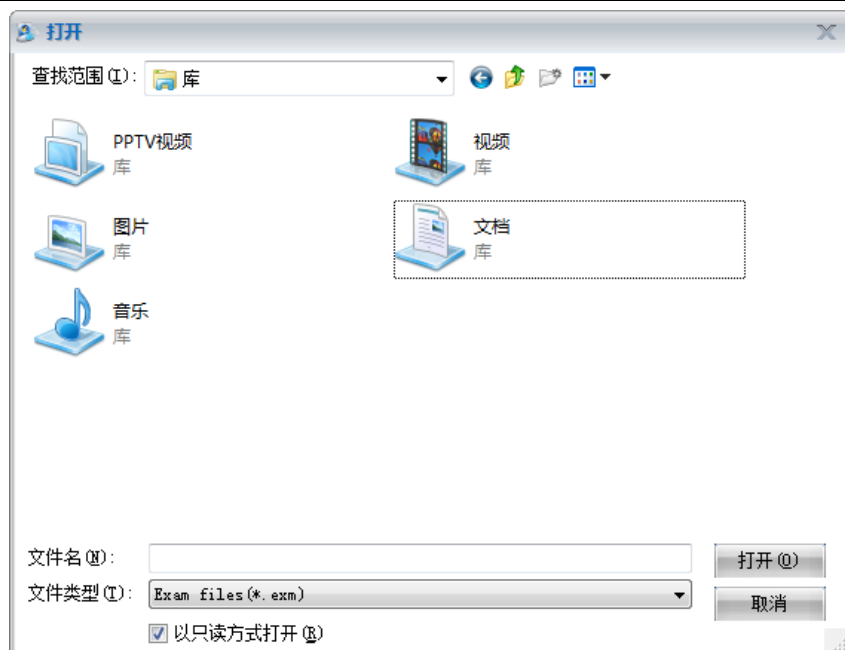 打开
查找范围(I): 库
PPTV视频
库
视频
库
图片
库
文档
库
音乐
库
文件名(N):
打开(O)
文件类型(T): Exam files(*.exm)
取消
以只读方式打开(R)